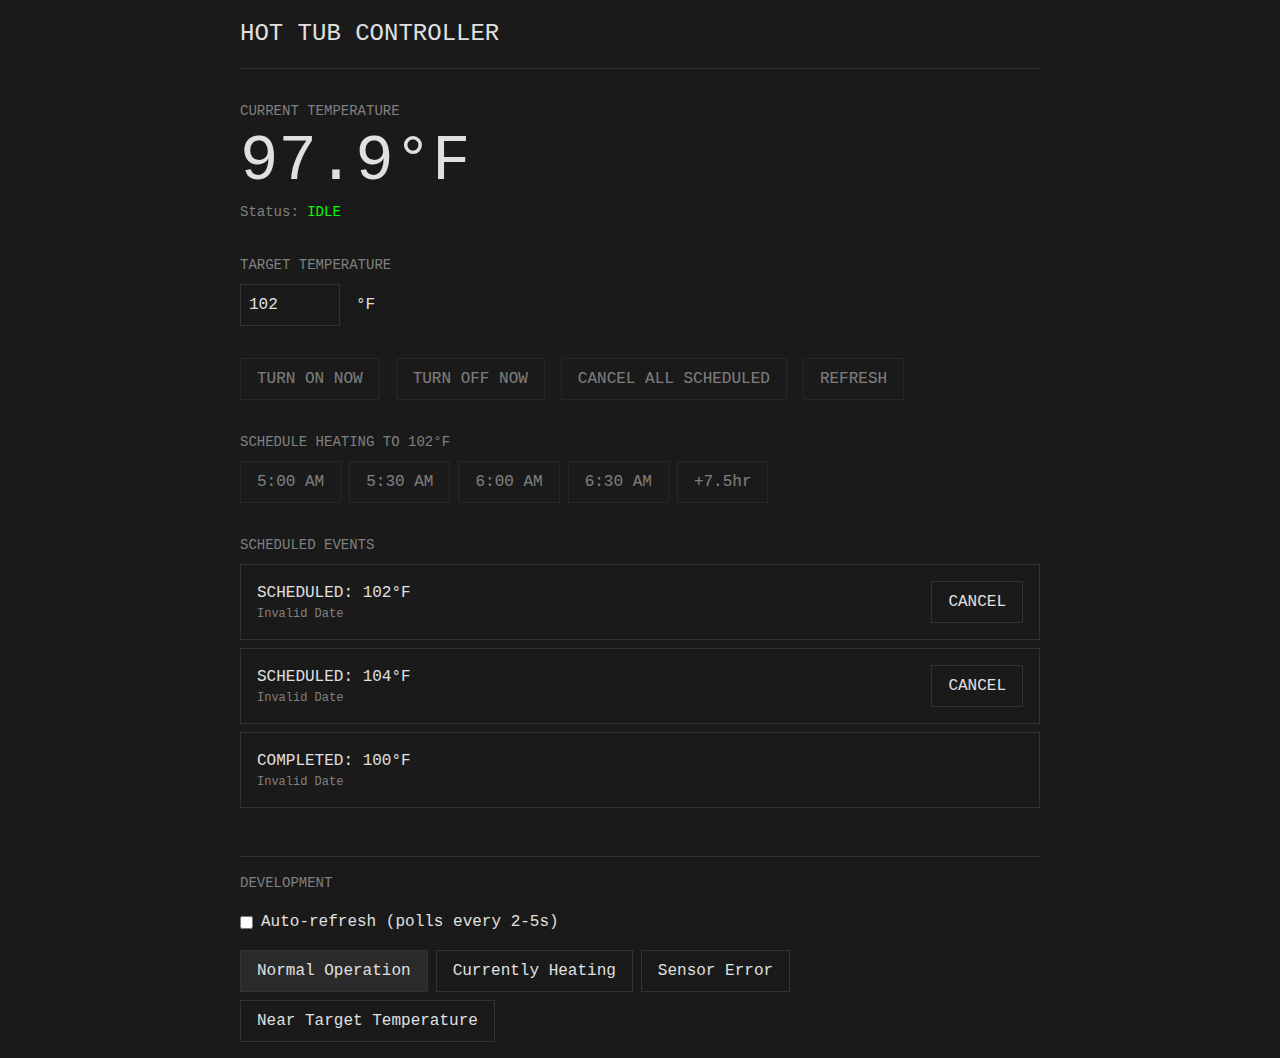 HOT TUB CONTROLLER
CURRENT TEMPERATURE
97.9°F
Status: IDLE
TARGET TEMPERATURE
102 °F
TURN ON NOW TURN OFF NOW CANCEL ALL SCHEDULED REFRESH
SCHEDULE HEATING TO 102°F
5:00 AM 5:30 AM 6:00 AM 6:30 AM +7.5hr
SCHEDULED EVENTS
SCHEDULED: 102°F
Invalid Date
CANCEL
SCHEDULED: 104°F
Invalid Date
CANCEL
COMPLETED: 100°F
Invalid Date
DEVELOPMENT
Auto-refresh (polls every 2-5s)
Normal Operation Currently Heating Sensor Error
Near Target Temperature